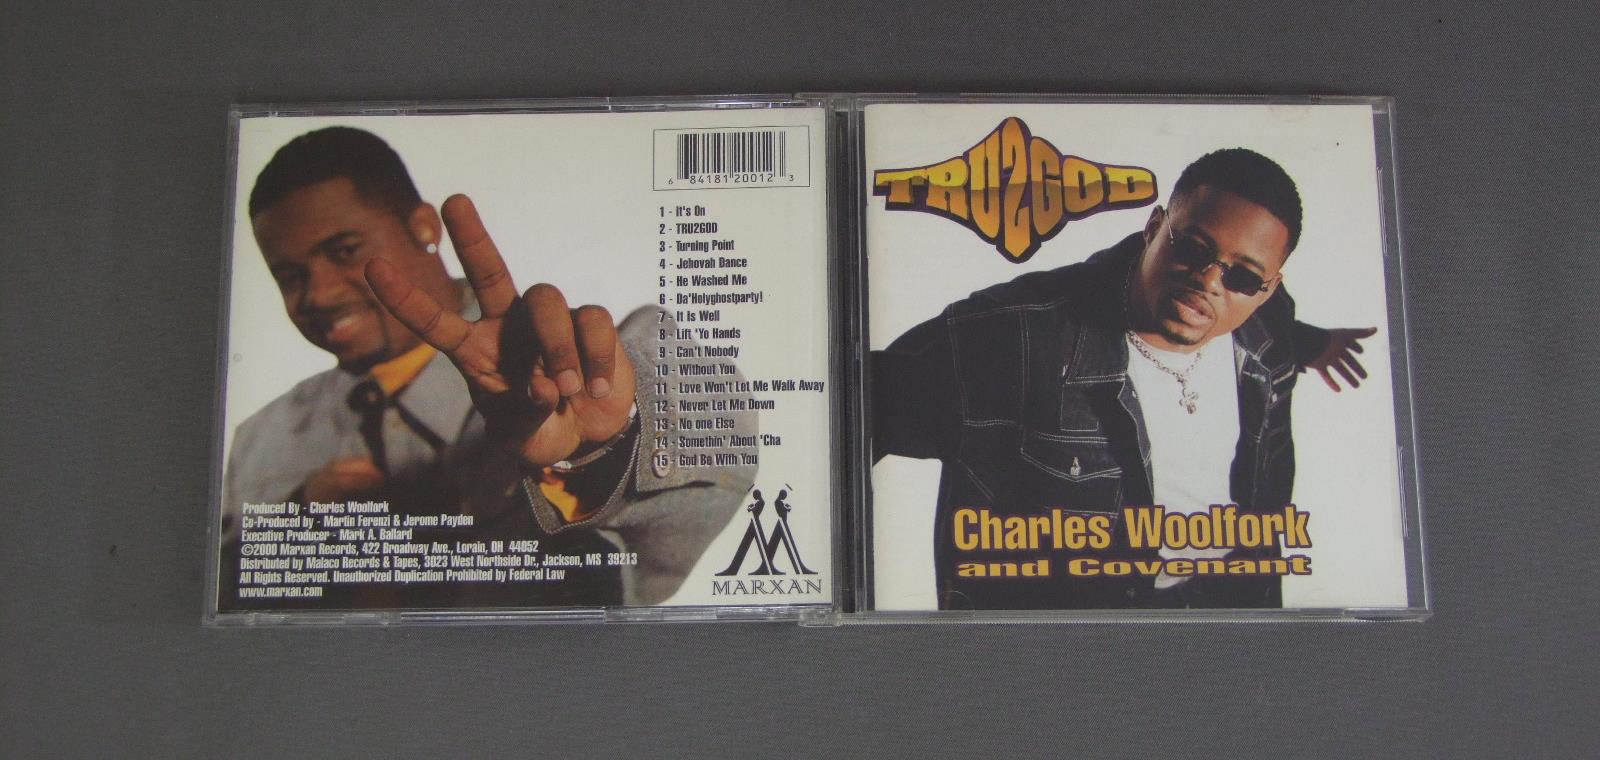 6 84181 20012 3
1 - It's On
2 - TRU2GOD
3 - Turning Point
4 - Jehovah Dance
5 - He Washed Me
6 - Da'Holyghostparty!
7 - It Is Well
8 - Lift 'Yo Hands
9 - Can't Nobody
10 - Without You
11 - Love Won't Let Me Walk Away
12 - Never Let Me Down
13 - No one Else
14 - Somethin' About 'Cha
15 - God Be With You
Produced By - Charles Woolfork
Co-Produced by - Martin Ferenzi & Jerome Payden
Executive Producer - Mark A. Ballard
©2000 Marxan Records, 422 Broadway Ave., Lorain, OH 44052
Distributed by Malaco Records & Tapes, 3023 West Northside Dr., Jackson, MS 39213
All Rights Reserved. Unauthorized Duplication Prohibited by Federal Law
www.marxan.com
MARXAN
TRU2GOD
Charles Woolfork
and Covenant